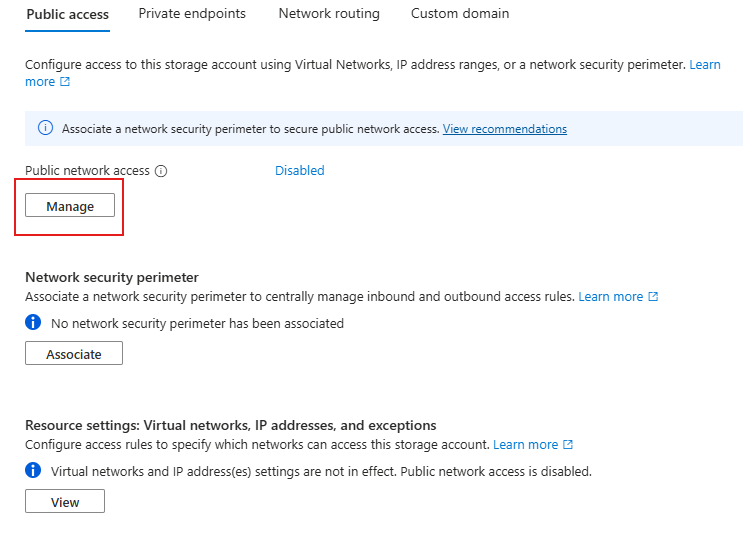 Public access Private endpoints Network routing Custom domain
Configure access to this storage account using Virtual Networks, IP address ranges, or a network security perimeter. Learn
more
Associate a network security perimeter to secure public network access. View recommendations
Public network access Disabled
Manage
Network security perimeter
Associate a network security perimeter to centrally manage inbound and outbound access rules. Learn more
No network security perimeter has been associated
Associate
Resource settings: Virtual networks, IP addresses, and exceptions
Configure access rules to specify which networks can access this storage account. Learn more
Virtual networks and IP address(es) settings are not in effect. Public network access is disabled.
View